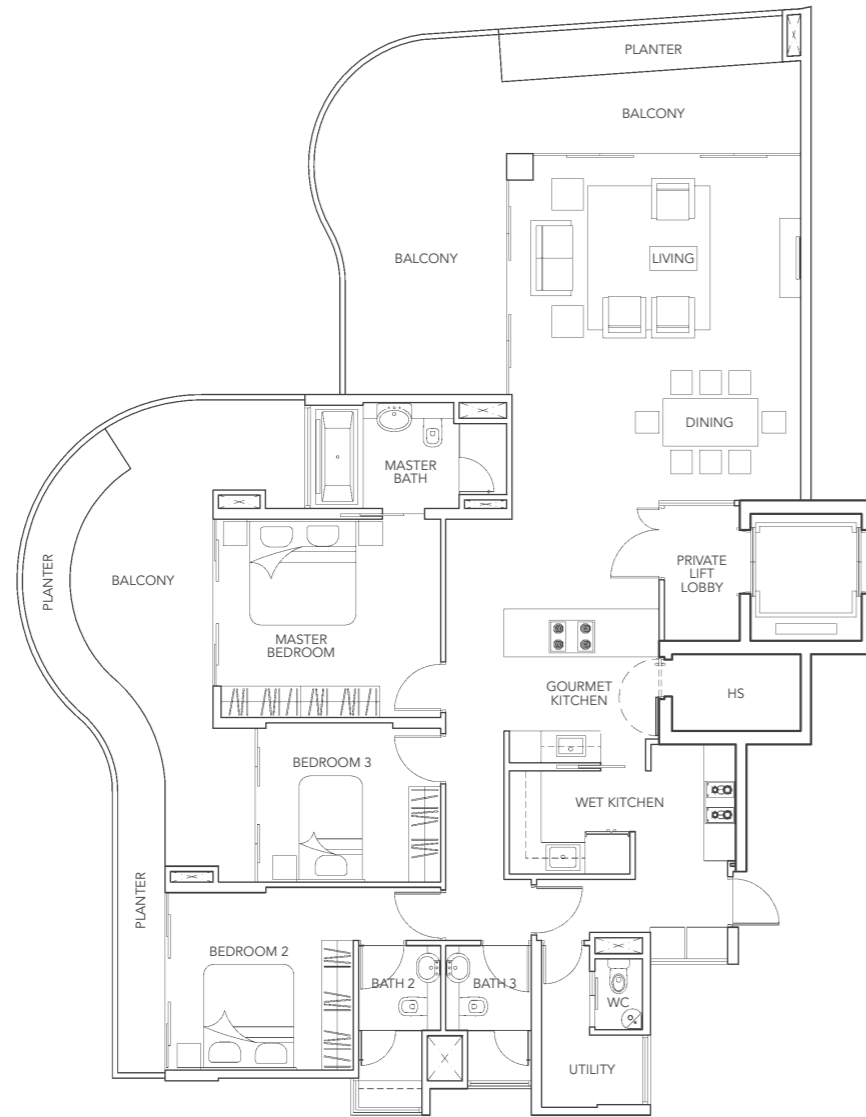 PLANTER
BALCONY
BALCONY
LIVING
DINING
MASTER
BATH
PLANTER
BALCONY
PRIVATE
LIFT
LOBBY
MASTER
BEDROOM
GOURMET
KITCHEN
HS
BEDROOM 3
WET KITCHEN
PLANTER
BEDROOM 2
BATH 2
BATH 3
WC
UTILITY